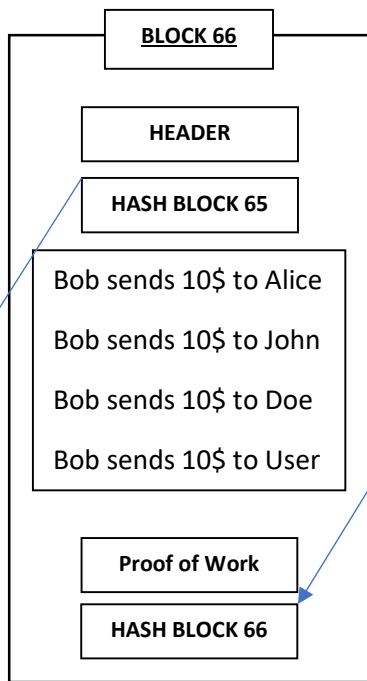 BLOCK 66
HEADER
HASH BLOCK 65
Bob sends 10$ to Alice
Bob sends 10$ to John
Bob sends 10$ to Doe
Bob sends 10$ to User
Proof of Work
HASH BLOCK 66